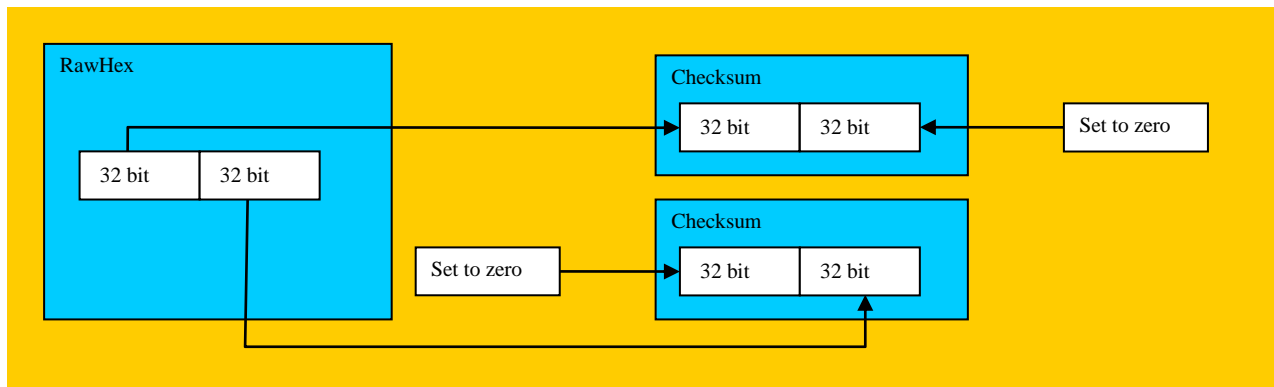 RawHex
32 bit
32 bit
Checksum
32 bit
32 bit
Set to zero
Checksum
32 bit
32 bit
Set to zero